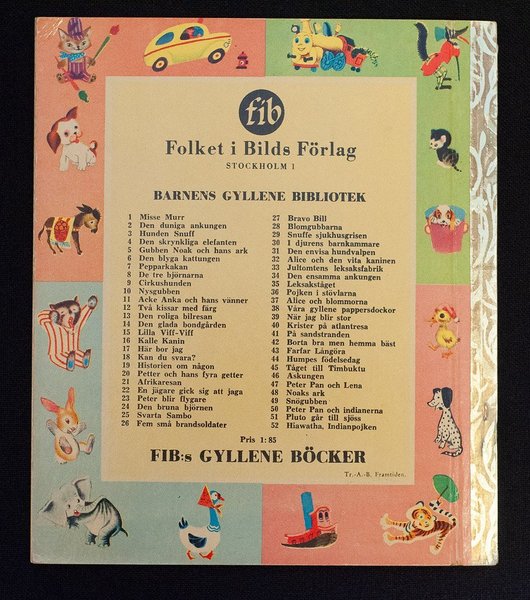 fib
Folket i Bilds Förlag
STOCKHOLM 1
BARNENS GYLLENE BIBLIOTEK
1 Misse Murr
2 Den duniga ankungen
3 Hunden Snuff
4 Den skrynkliga elefanten
5 Gubben Noak och hans ark
6 Den blyga kattungen
7 Pepparkakan
8 De tre björnarna
9 Cirkushunden
10 Nysgubben
11 Acke Anka och hans vänner
12 Två kissar med färg
13 Den roliga bilresan
14 Den glada bondgården
15 Lilla Viff-Viff
16 Kalle Kanin
17 Här bor jag
18 Kan du svara?
19 Historien om någon
20 Petter och hans fyra getter
21 Afrikaresan
22 En jägare gick sig att jaga
23 Peter blir flygare
24 Den bruna björnen
25 Svarta Sambo
26 Fem små brandsoldater
27 Bravo Bill
28 Blomgubbarna
29 Snuffe sjukhusgrisen
30 I djurens barnkammare
31 Den envisa hundvalpen
32 Alice och den vita kaninen
33 Jultomtens leksaksfabrik
34 Den ensamma ankungen
35 Leksakståget
36 Pojken i stövlarna
37 Alice och blommorna
38 Våra gyllene pappersdockor
39 När jag blir stor
40 Krister på atlantresa
41 På sandstranden
42 Borta bra men hemma bäst
43 Farfar Långöra
44 Humpes födelsedag
45 Tåget till Timbuktu
46 Askungen
47 Peter Pan och Lena
48 Noaks ark
49 Snögubben
50 Peter Pan och indianerna
51 Pluto går till sjöss
52 Hiawatha, Indianpojken
Pris 1:85
FIB:s GYLLENE BÖCKER
Tr.-A.-B. Framtiden.